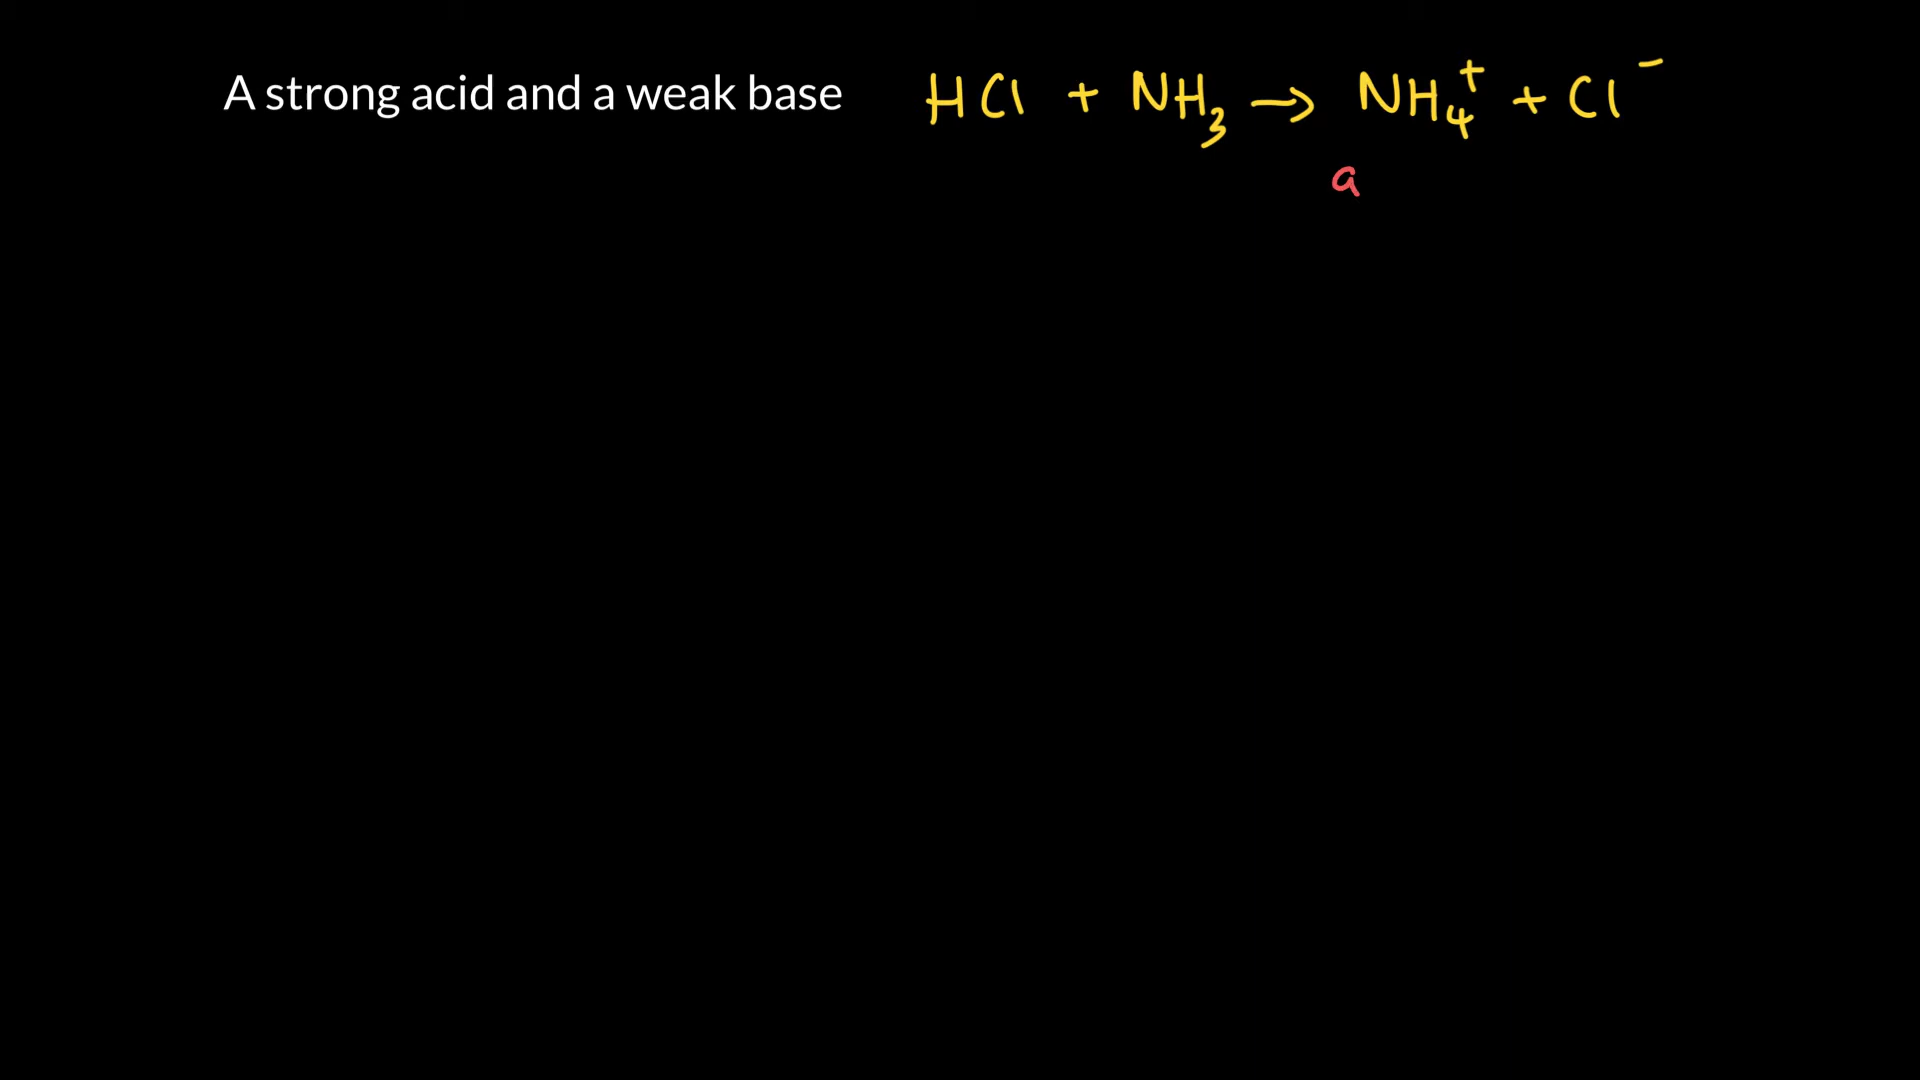 A strong acid and a weak base HCl + NH₃ → NH₄⁺ + Cl⁻
a